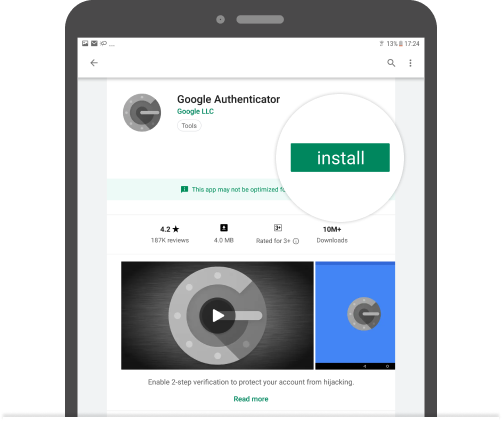 13% 17.24
Google Authenticator
Google LLC
Tools
install
This app may not be optimized fo
4.2 ★
3+
10M+
187K reviews
4.0 MB
Rated for 3+
Downloads
Enable 2-step verification to protect your account from hijacking.
Read more